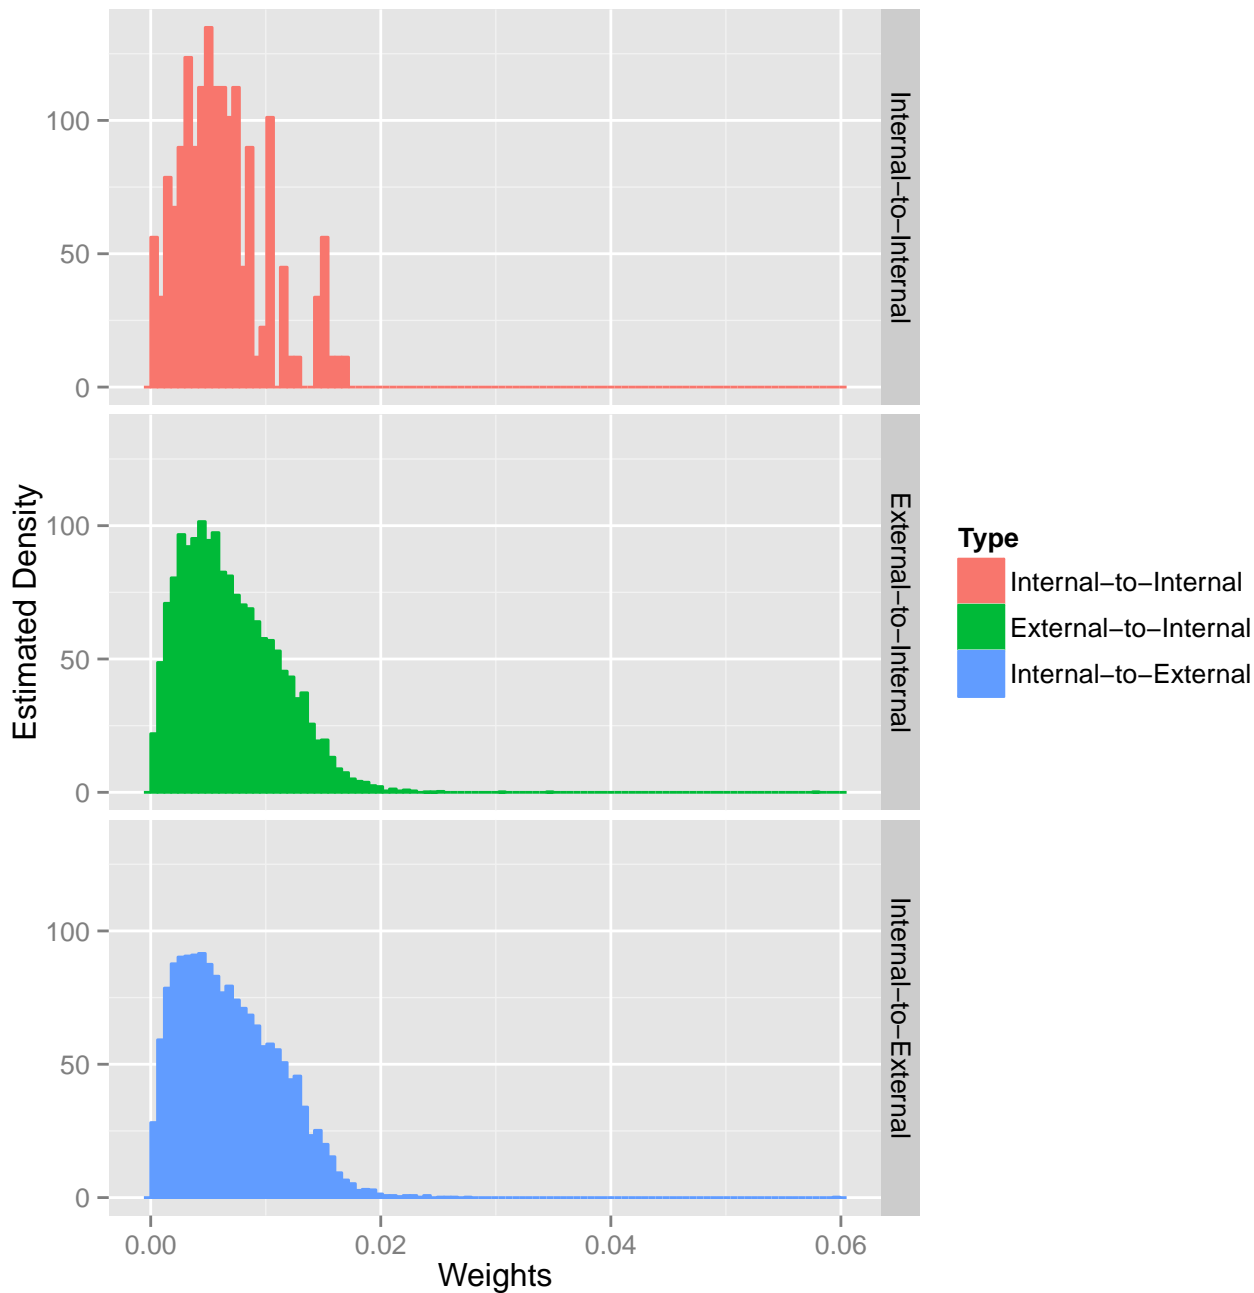 100
50
0
Internal−to−Internal
Estimated Density
100
50
0
External−to−Internal
100
50
0
Internal−to−External
0.00
0.02
0.04
0.06
Weights
Type
Internal−to−Internal
External−to−Internal
Internal−to−External